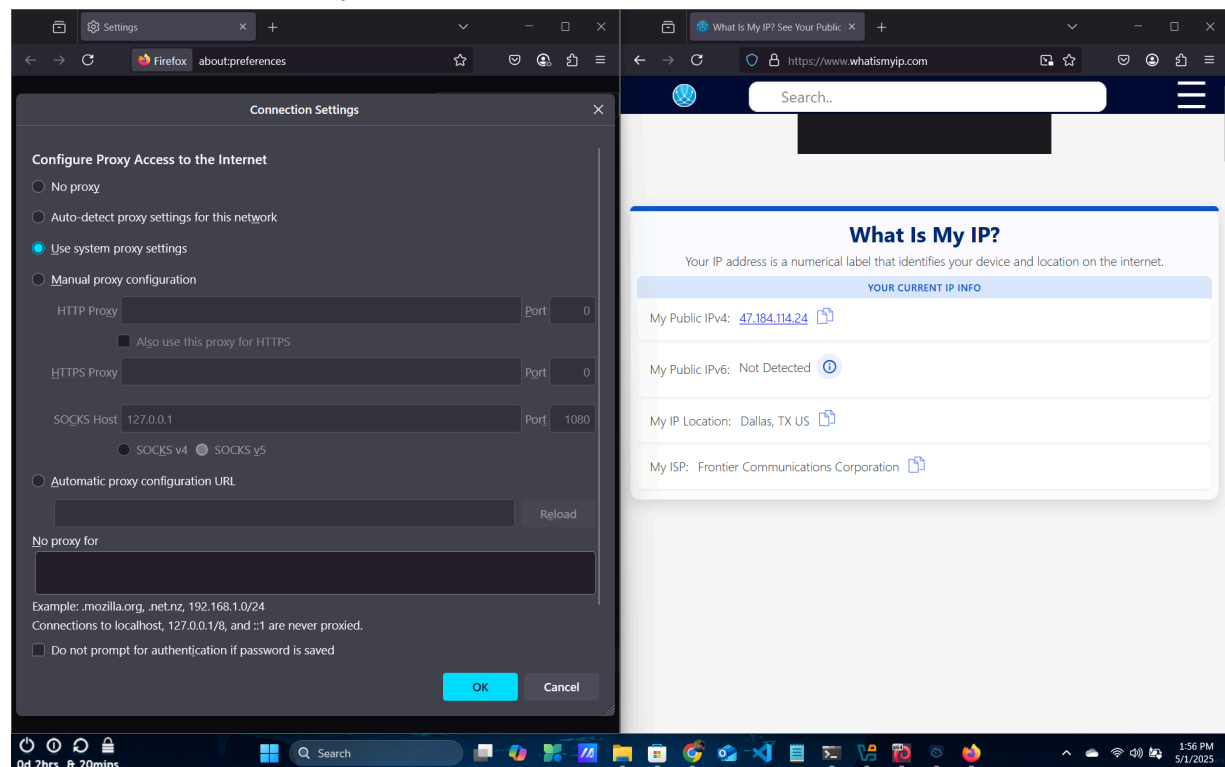 Settings
Firefox about:preferences
Connection Settings
Configure Proxy Access to the Internet
No proxy
Auto-detect proxy settings for this network
Use system proxy settings
Manual proxy configuration
HTTP Proxy
Port 0
Also use this proxy for HTTPS
HTTPS Proxy
Port 0
SOCKS Host 127.0.0.1
Port 1080
SOCKS v4 SOCKS v5
Automatic proxy configuration URL
Reload
No proxy for
Example: .mozilla.org, .net.nz, 192.168.1.0/24
Connections to localhost, 127.0.0.1/8, and ::1 are never proxied.
Do not prompt for authentication if password is saved
OK Cancel
What Is My IP? See Your Public
https://www.whatismyip.com
Search..
What Is My IP?
Your IP address is a numerical label that identifies your device and location on the internet.
YOUR CURRENT IP INFO
My Public IPv4: 47.184.114.24
My Public IPv6: Not Detected
My IP Location: Dallas, TX US
My ISP: Frontier Communications Corporation
0d 2hrs & 20mins
Search
1:56 PM
5/1/2025